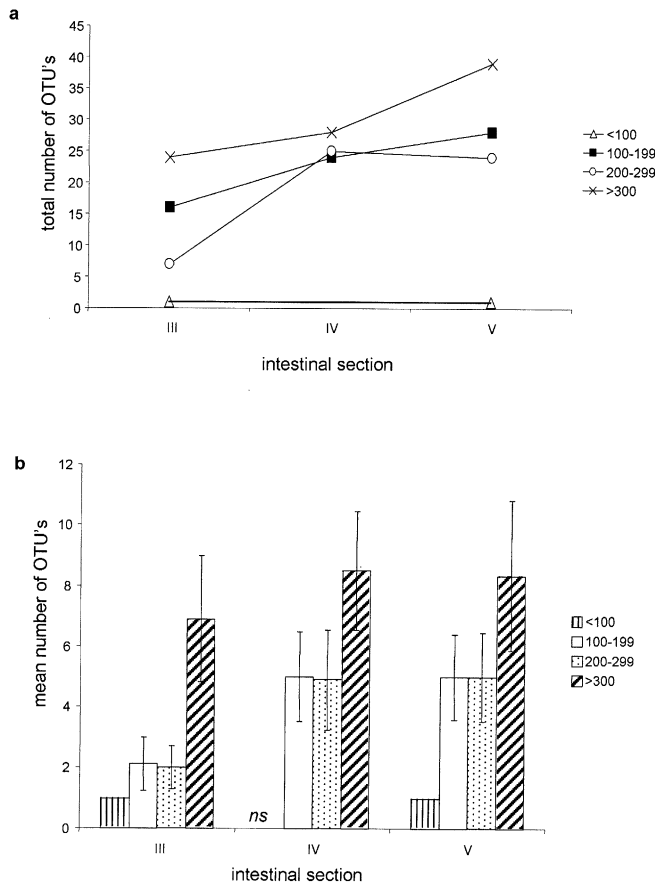 a
total number of OTU's
45
40
35
30
25
20
15
10
5
0
III IV V
intestinal section
<100
100-199
200-299
>300
b
mean number of OTU's
12
10
8
6
4
2
0
ns
III IV V
intestinal section
<100
100-199
200-299
>300